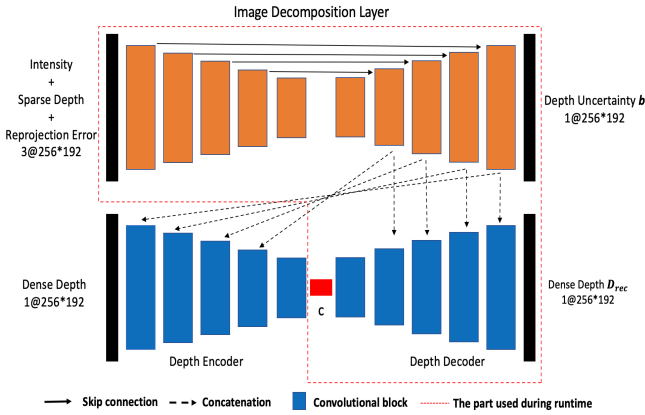 Image Decomposition Layer
Intensity
+
Sparse Depth
+
Reprojection Error
3@256*192
Depth Uncertainty b
1@256*192
Dense Depth
1@256*192
C
Dense Depth D_rec
1@256*192
Depth Encoder
Depth Decoder
Skip connection
Concatenation
Convolutional block
The part used during runtime